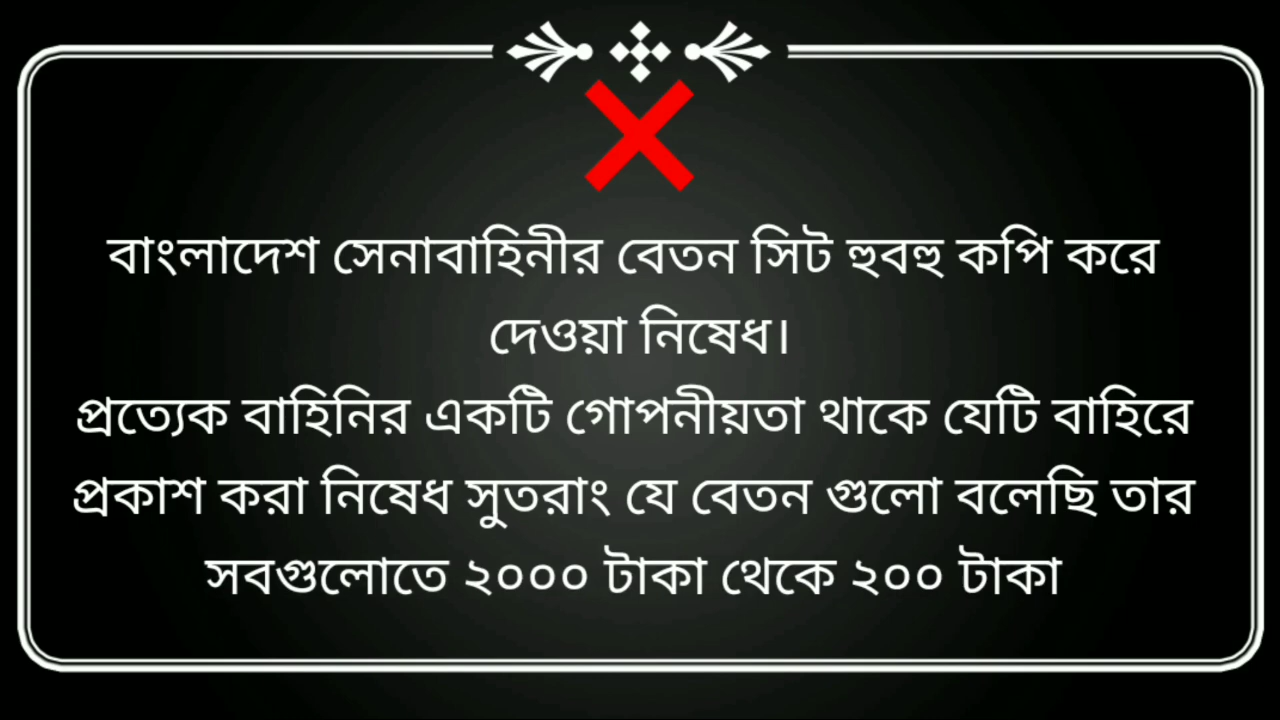 বাংলাদেশ সেনাবাহিনীর বেতন সিট হুবহু কপি করে
দেওয়া নিষেধ।
প্রত্যেক বাহিনির একটি গোপনীয়তা থাকে যেটি বাহিরে
প্রকাশ করা নিষেধ সুতরাং যে বেতন গুলো বলেছি তার
সবগুলোতে ২০০০ টাকা থেকে ২০০ টাকা